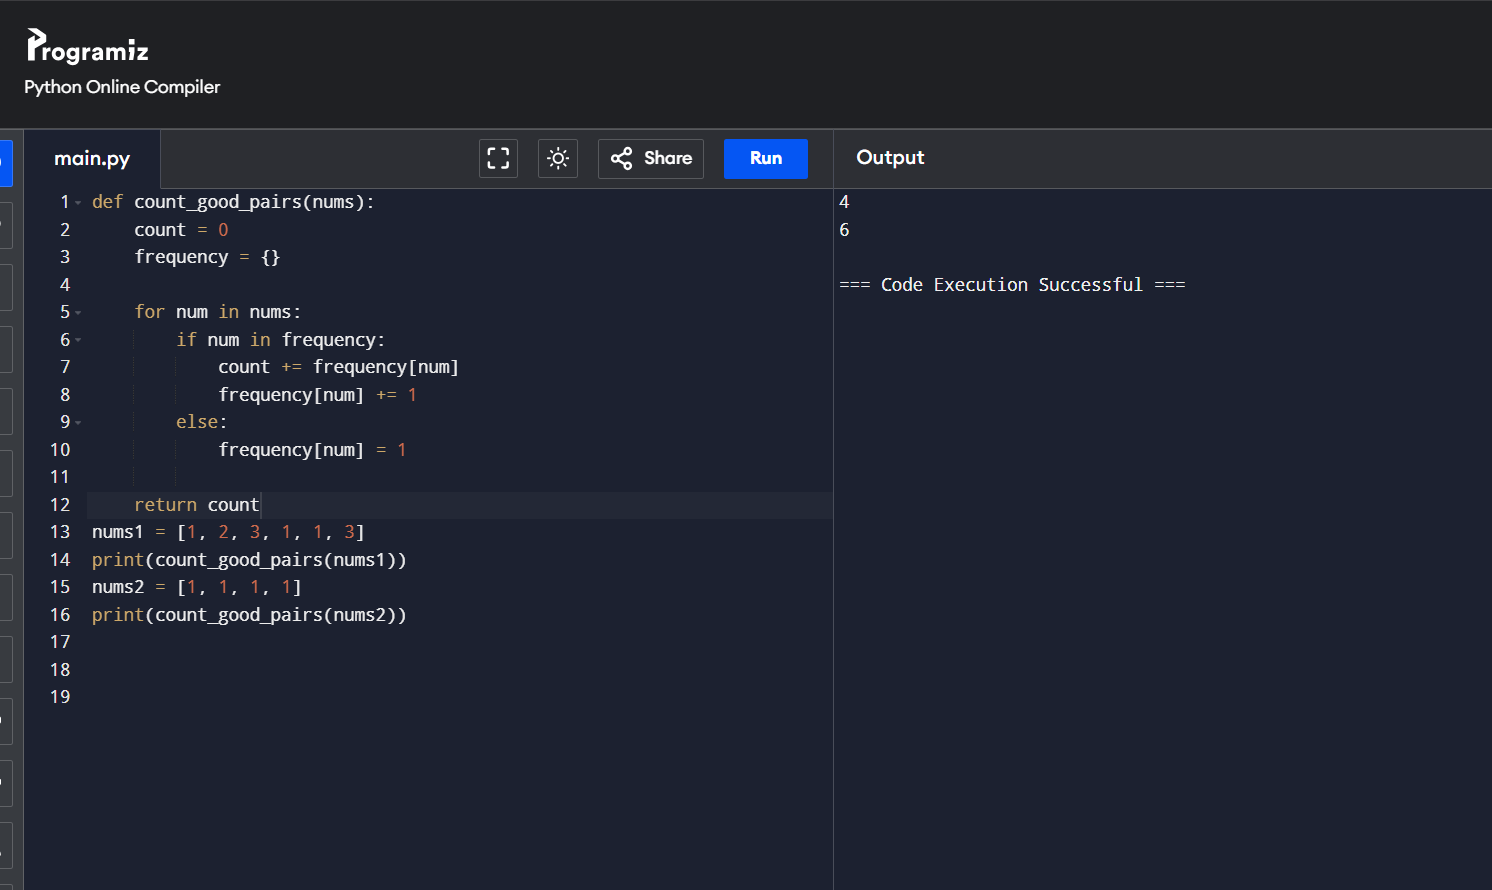 Programiz
Python Online Compiler
main.py
Share
Run
Output
1 def count_good_pairs(nums):
2     count = 0
3     frequency = {}
4
5     for num in nums:
6         if num in frequency:
7             count += frequency[num]
8             frequency[num] += 1
9         else:
10             frequency[num] = 1
11
12     return count
13 nums1 = [1, 2, 3, 1, 1, 3]
14 print(count_good_pairs(nums1))
15 nums2 = [1, 1, 1, 1]
16 print(count_good_pairs(nums2))
17
18
19
4
6
=== Code Execution Successful ===